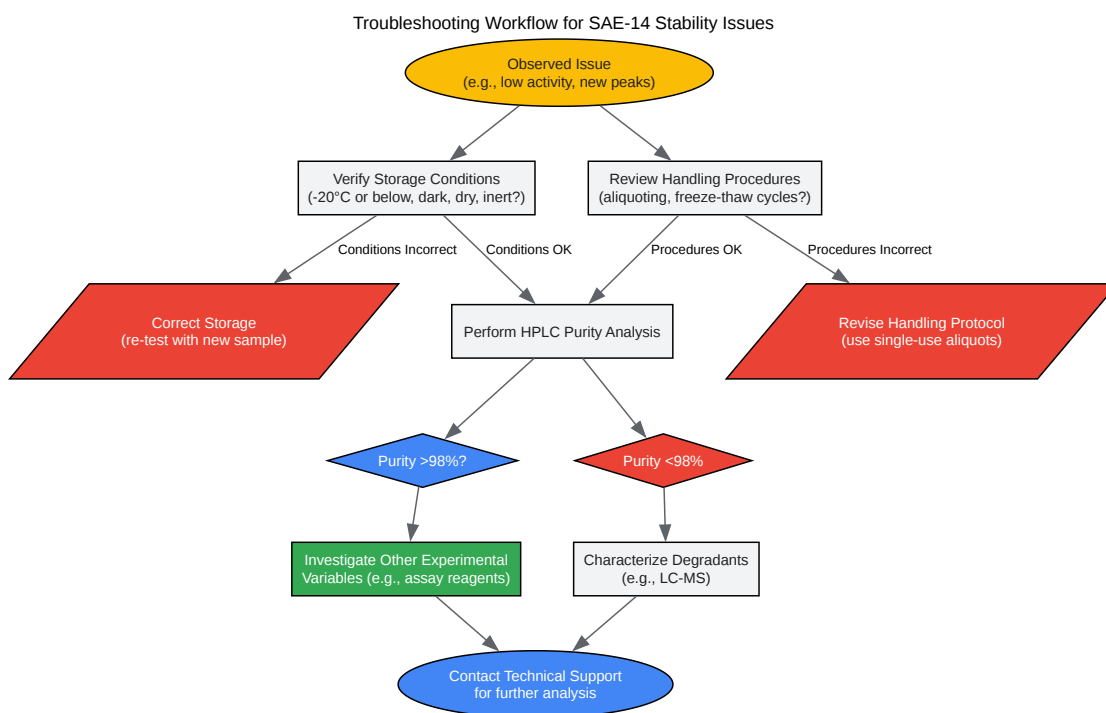 Troubleshooting Workflow for SAE-14 Stability Issues
Observed Issue
(e.g., low activity, new peaks)
Verify Storage Conditions
(-20°C or below, dark, dry, inert?)
Review Handling Procedures
(aliquoting, freeze-thaw cycles?)
Conditions Incorrect
Conditions OK
Procedures OK
Procedures Incorrect
Correct Storage
(re-test with new sample)
Perform HPLC Purity Analysis
Revise Handling Protocol
(use single-use aliquots)
Purity >98%?
Purity <98%
Investigate Other Experimental
Variables (e.g., assay reagents)
Characterize Degradants
(e.g., LC-MS)
Contact Technical Support
for further analysis